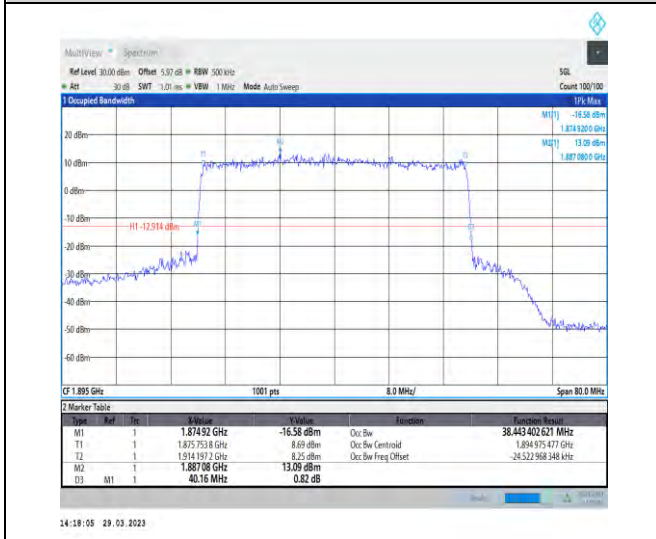 MultiView Spectrum
Ref Level 30.00 dBm Offset 5.97 dB RBW 500 kHz SGL
Att 30 dB SWT 1.01 ms VBW 1 MHz Mode Auto Sweep Count 100/100
1 Occupied Bandwidth 1Pk Max
M1[1] -16.58 dBm
1.874 920 0 GHz
M2[1] 13.09 dBm
1.887 080 0 GHz
20 dBm
M2
T1
10 dBm
0 dBm
-10 dBm
H1 -12.914 dBm
M1
-20 dBm
-30 dBm
-40 dBm
-50 dBm
-60 dBm
CF 1.895 GHz 1001 pts 8.0 MHz/ Span 80.0 MHz
2 Marker Table
Type Ref Trc X-Value Y-Value Function Function Result
M1 1 1.874 92 GHz -16.58 dBm Occ Bw 38.443 402 621 MHz
T1 1 1.875 753 8 GHz 8.69 dBm Occ Bw Centroid 1.894 975 477 GHz
T2 1 1.914 197 2 GHz 8.25 dBm Occ Bw Freq Offset -24.522 968 348 kHz
M2 1 1.887 08 GHz 13.09 dBm
D3 M1 1 40.16 MHz 0.82 dB
14:18:05 29.03.2023